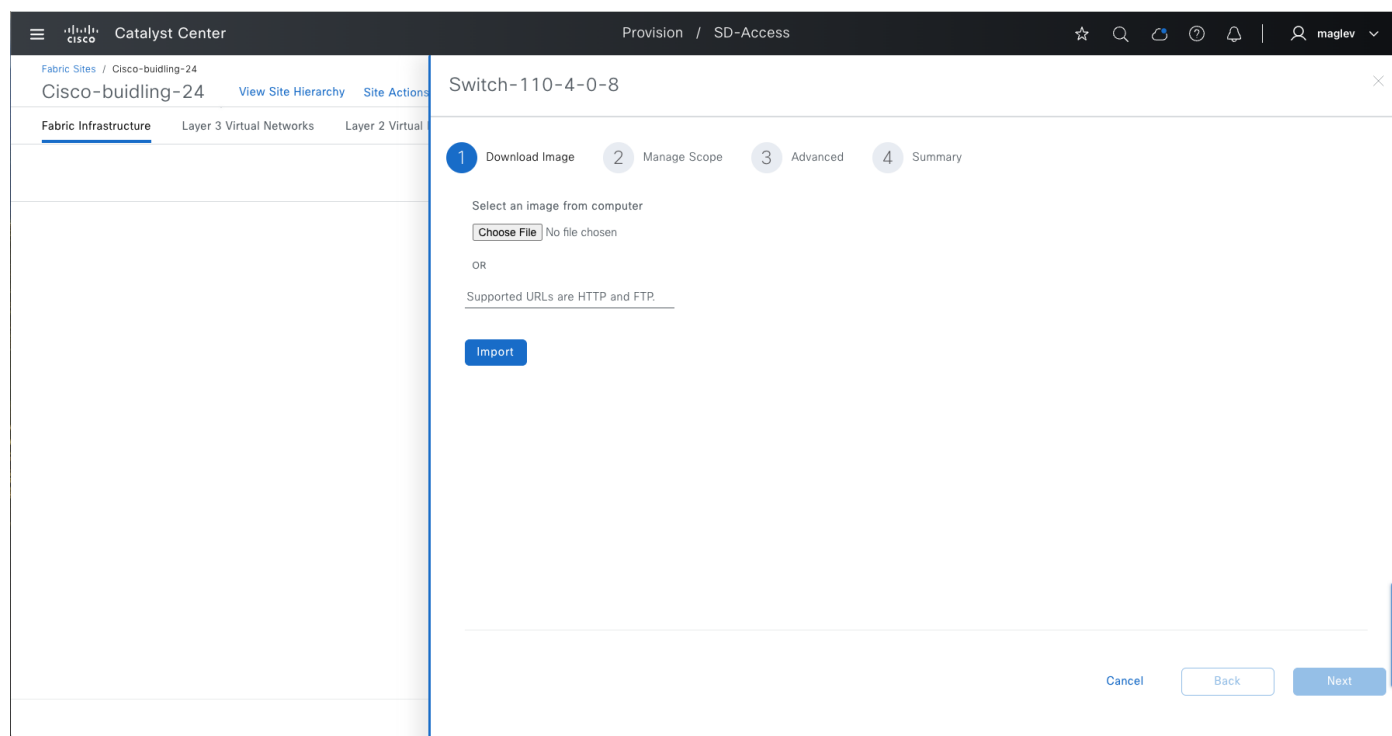 cisco Catalyst Center
Provision / SD-Access
maglev
Fabric Sites / Cisco-buidling-24
Cisco-buidling-24 View Site Hierarchy Site Actions
Fabric Infrastructure Layer 3 Virtual Networks Layer 2 Virtual
Switch-110-4-0-8
1 Download Image 2 Manage Scope 3 Advanced 4 Summary
Select an image from computer
Choose File No file chosen
OR
Supported URLs are HTTP and FTP.
Import
Cancel Back Next